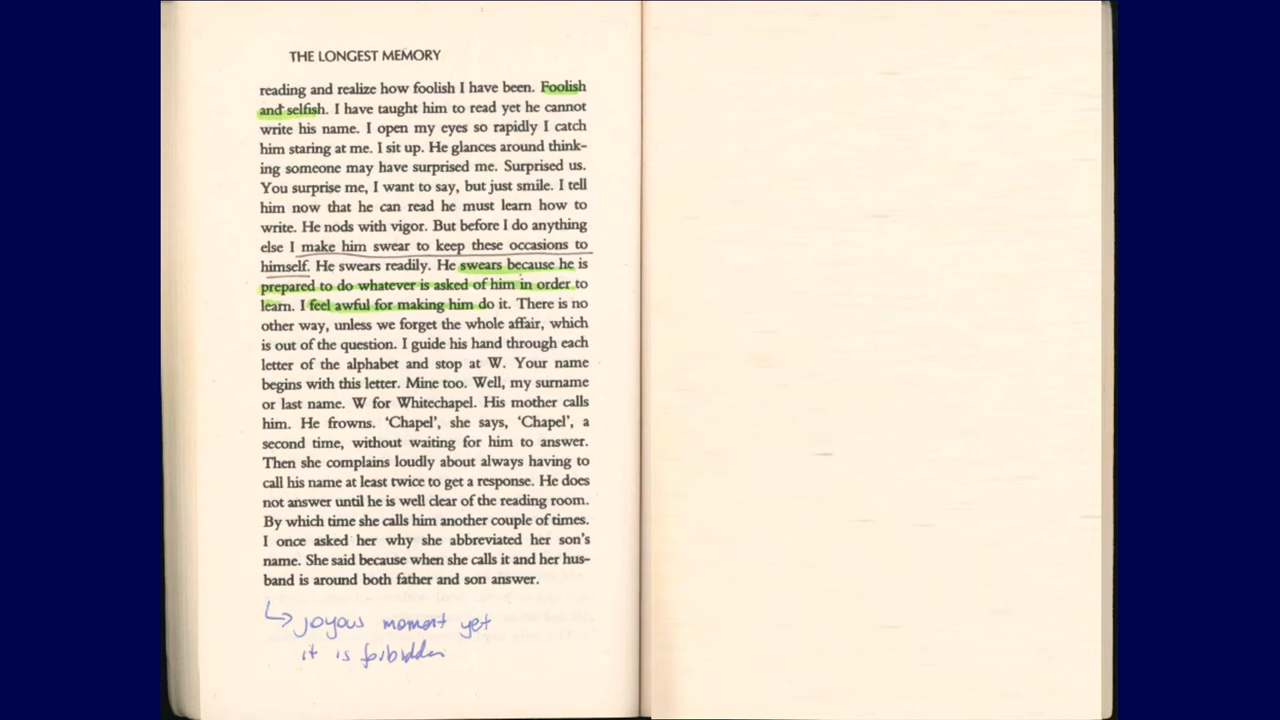 THE LONGEST MEMORY
reading and realize how foolish I have been. Foolish
and selfish. I have taught him to read yet he cannot
write his name. I open my eyes so rapidly I catch
him staring at me. I sit up. He glances around think-
ing someone may have surprised me. Surprised us.
You surprise me, I want to say, but just smile. I tell
him now that he can read he must learn how to
write. He nods with vigor. But before I do anything
else I make him swear to keep these occasions to
himself. He swears readily. He swears because he is
prepared to do whatever is asked of him in order to
learn. I feel awful for making him do it. There is no
other way, unless we forget the whole affair, which
is out of the question. I guide his hand through each
letter of the alphabet and stop at W. Your name
begins with this letter. Mine too. Well, my surname
or last name. W for Whitechapel. His mother calls
him. He frowns. ‘Chapel’, she says, ‘Chapel’, a
second time, without waiting for him to answer.
Then she complains loudly about always having to
call his name at least twice to get a response. He does
not answer until he is well clear of the reading room.
By which time she calls him another couple of times.
I once asked her why she abbreviated her son’s
name. She said because when she calls it and her hus-
band is around both father and son answer.
joyous moment yet
it is forbidden